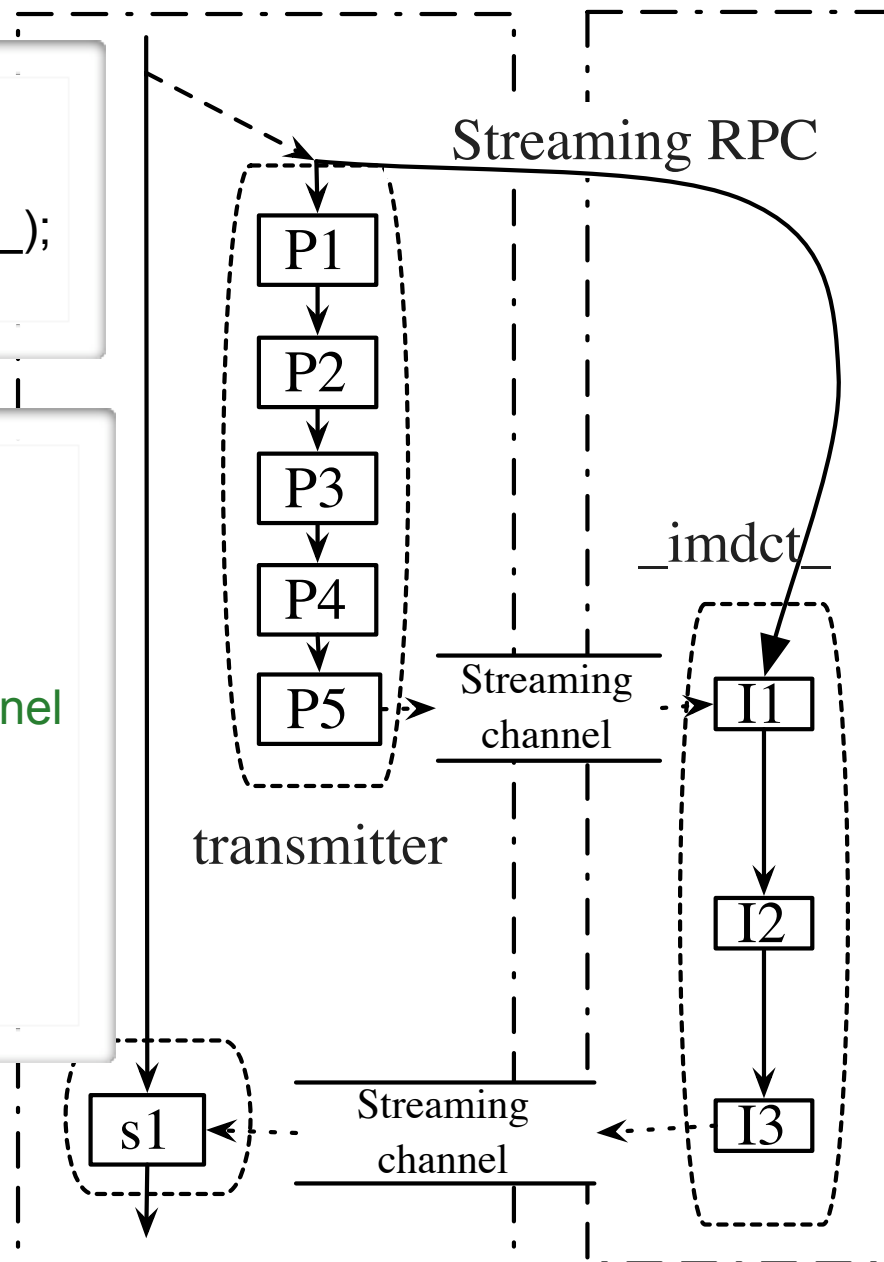 Streaming RPC
_);
P1
P2
P3
P4
P5
_imdct_
Streaming
channel
I1
nel
transmitter
I2
Streaming
channel
s1
I3